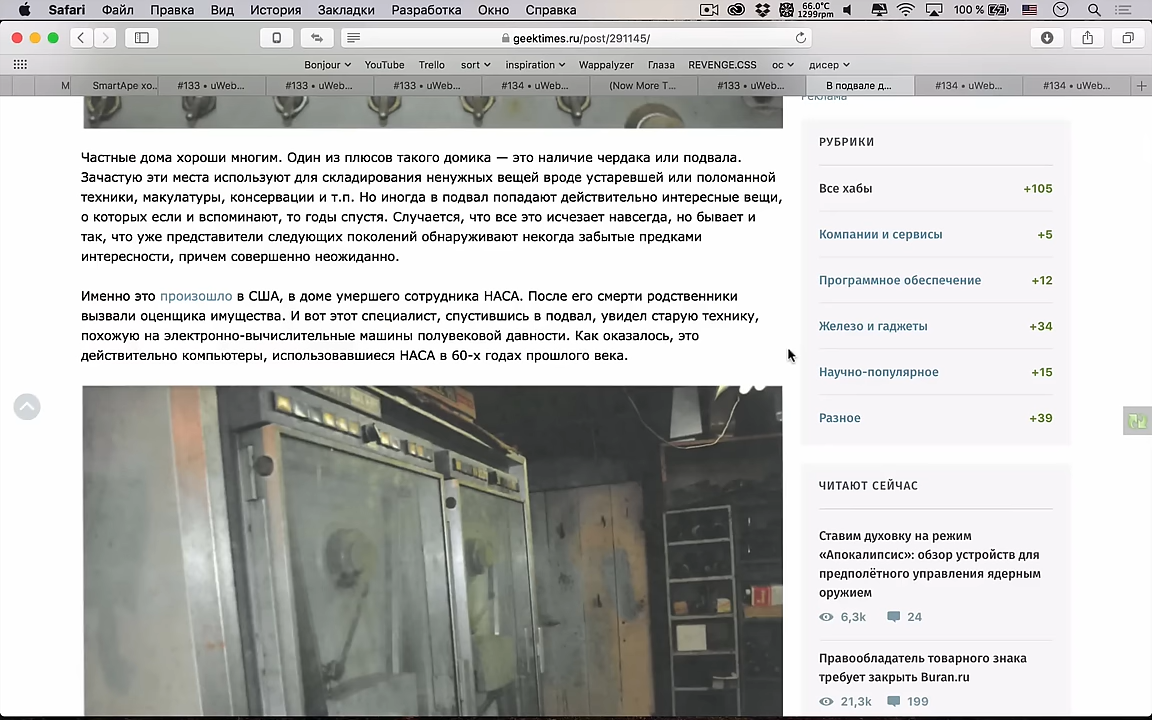 Safari Файл Правка Вид История Закладки Разработка Окно Справка 66.0°C 1299rpm 100 %
geektimes.ru/post/291145/
Bonjour YouTube Trello sort inspiration Wappalyzer Глаза REVENGE.CSS ос дисер
M SmartApe хо... #133 • uWeb... #133 • uWeb... #133 • uWeb... #134 • uWeb... (Now More T... #133 • uWeb... В подвале д... #134 • uWeb... #134 • uWeb...
Реклама
Частные дома хороши многим. Один из плюсов такого домика — это наличие чердака или подвала.
Зачастую эти места используют для складирования ненужных вещей вроде устаревшей или поломанной
техники, макулатуры, консервации и т.п. Но иногда в подвал попадают действительно интересные вещи,
о которых если и вспоминают, то годы спустя. Случается, что все это исчезает навсегда, но бывает и
так, что уже представители следующих поколений обнаруживают некогда забытые предками
интересности, причем совершенно неожиданно.
Именно это произошло в США, в доме умершего сотрудника НАСА. После его смерти родственники
вызвали оценщика имущества. И вот этот специалист, спустившись в подвал, увидел старую технику,
похожую на электронно-вычислительные машины полувековой давности. Как оказалось, это
действительно компьютеры, использовавшиеся НАСА в 60-х годах прошлого века.
РУБРИКИ
Все хабы +105
Компании и сервисы +5
Программное обеспечение +12
Железо и гаджеты +34
Научно-популярное +15
Разное +39
ЧИТАЮТ СЕЙЧАС
Ставим духовку на режим
«Апокалипсис»: обзор устройств для
предполётного управления ядерным
оружием
6,3k 24
Правообладатель товарного знака
требует закрыть Buran.ru
21,3k 199